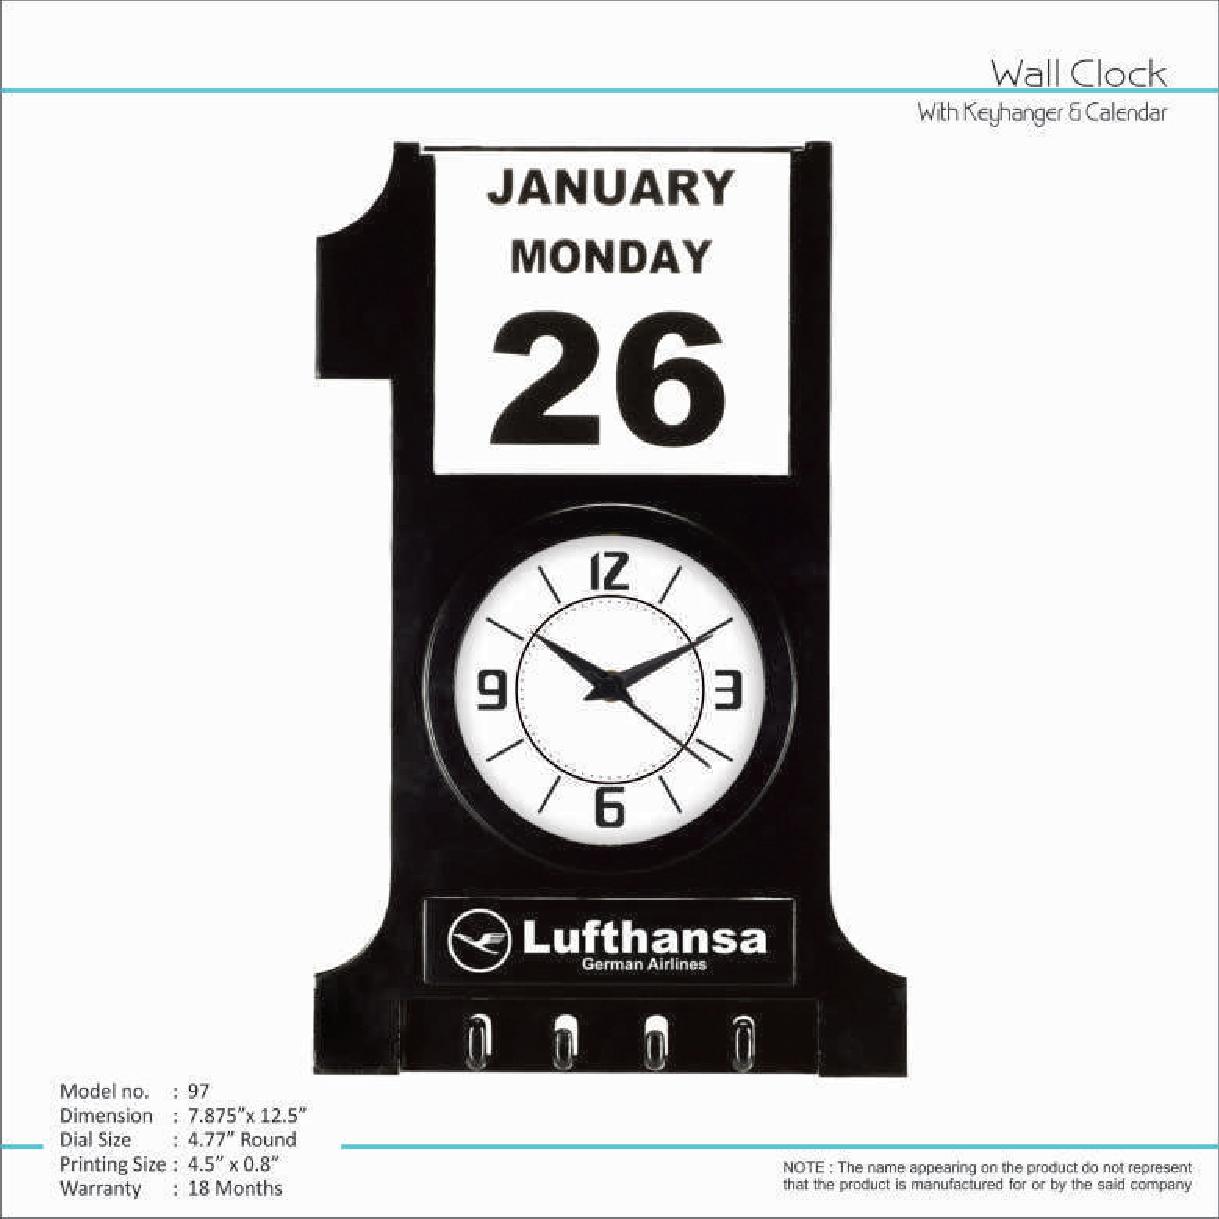 Wall Clock
With Keyhanger & Calendar
JANUARY
MONDAY
26
12
9
3
6
Lufthansa
German Airlines
Model no. : 97
Dimension : 7.875”x 12.5”
Dial Size : 4.77” Round
Printing Size : 4.5” x 0.8”
Warranty : 18 Months
NOTE : The name appearing on the product do not represent
that the product is manufactured for or by the said company